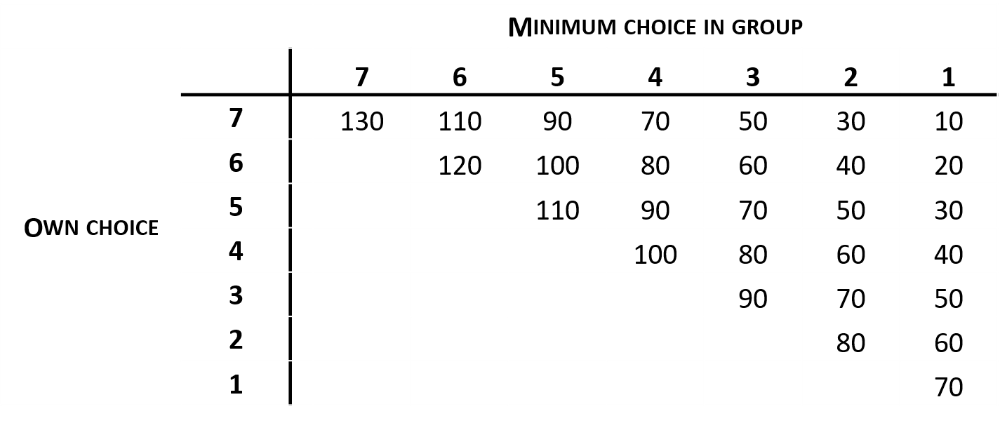 MINIMUM CHOICE IN GROUP
7 6 5 4 3 2 1
7 130 110 90 70 50 30 10
6 120 100 80 60 40 20
5 110 90 70 50 30
OWN CHOICE
4 100 80 60 40
3 90 70 50
2 80 60
1 70